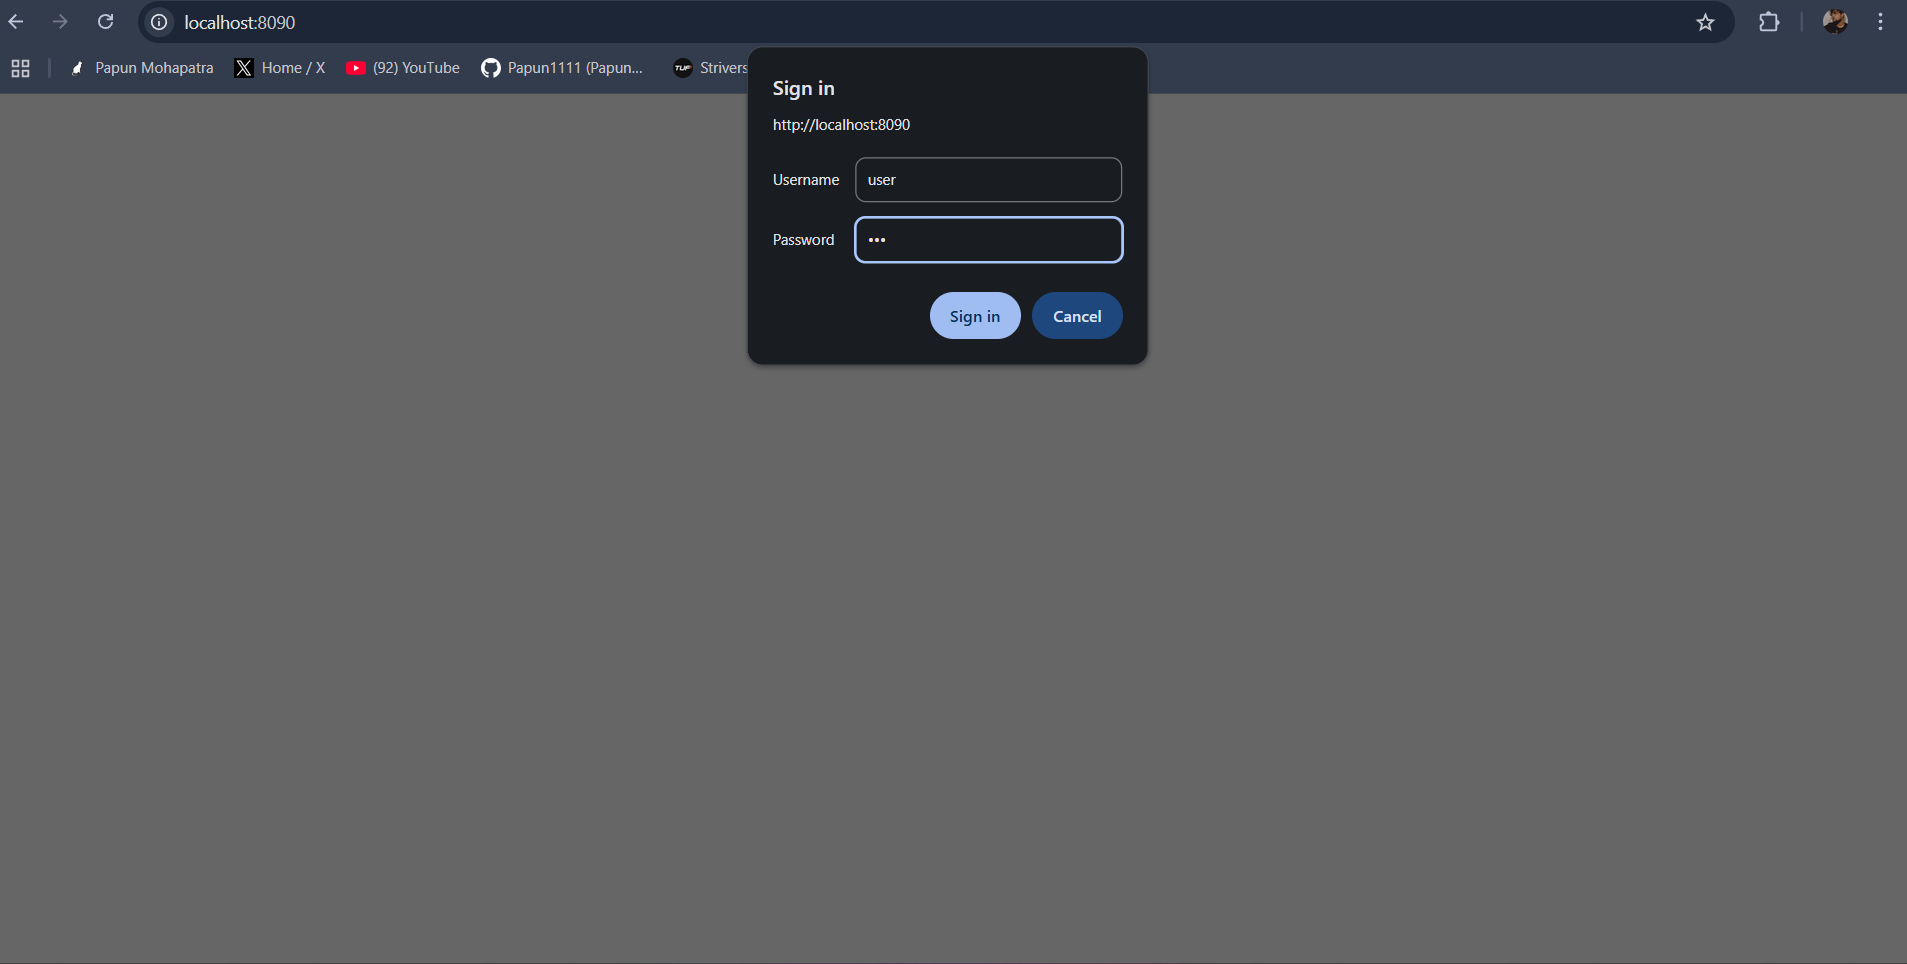 localhost:8090
Papun Mohapatra
Home / X
(92) YouTube
Papun1111 (Papun...
TUF
Strivers
Sign in
http://localhost:8090
Username
user
Password
•••
Sign in
Cancel